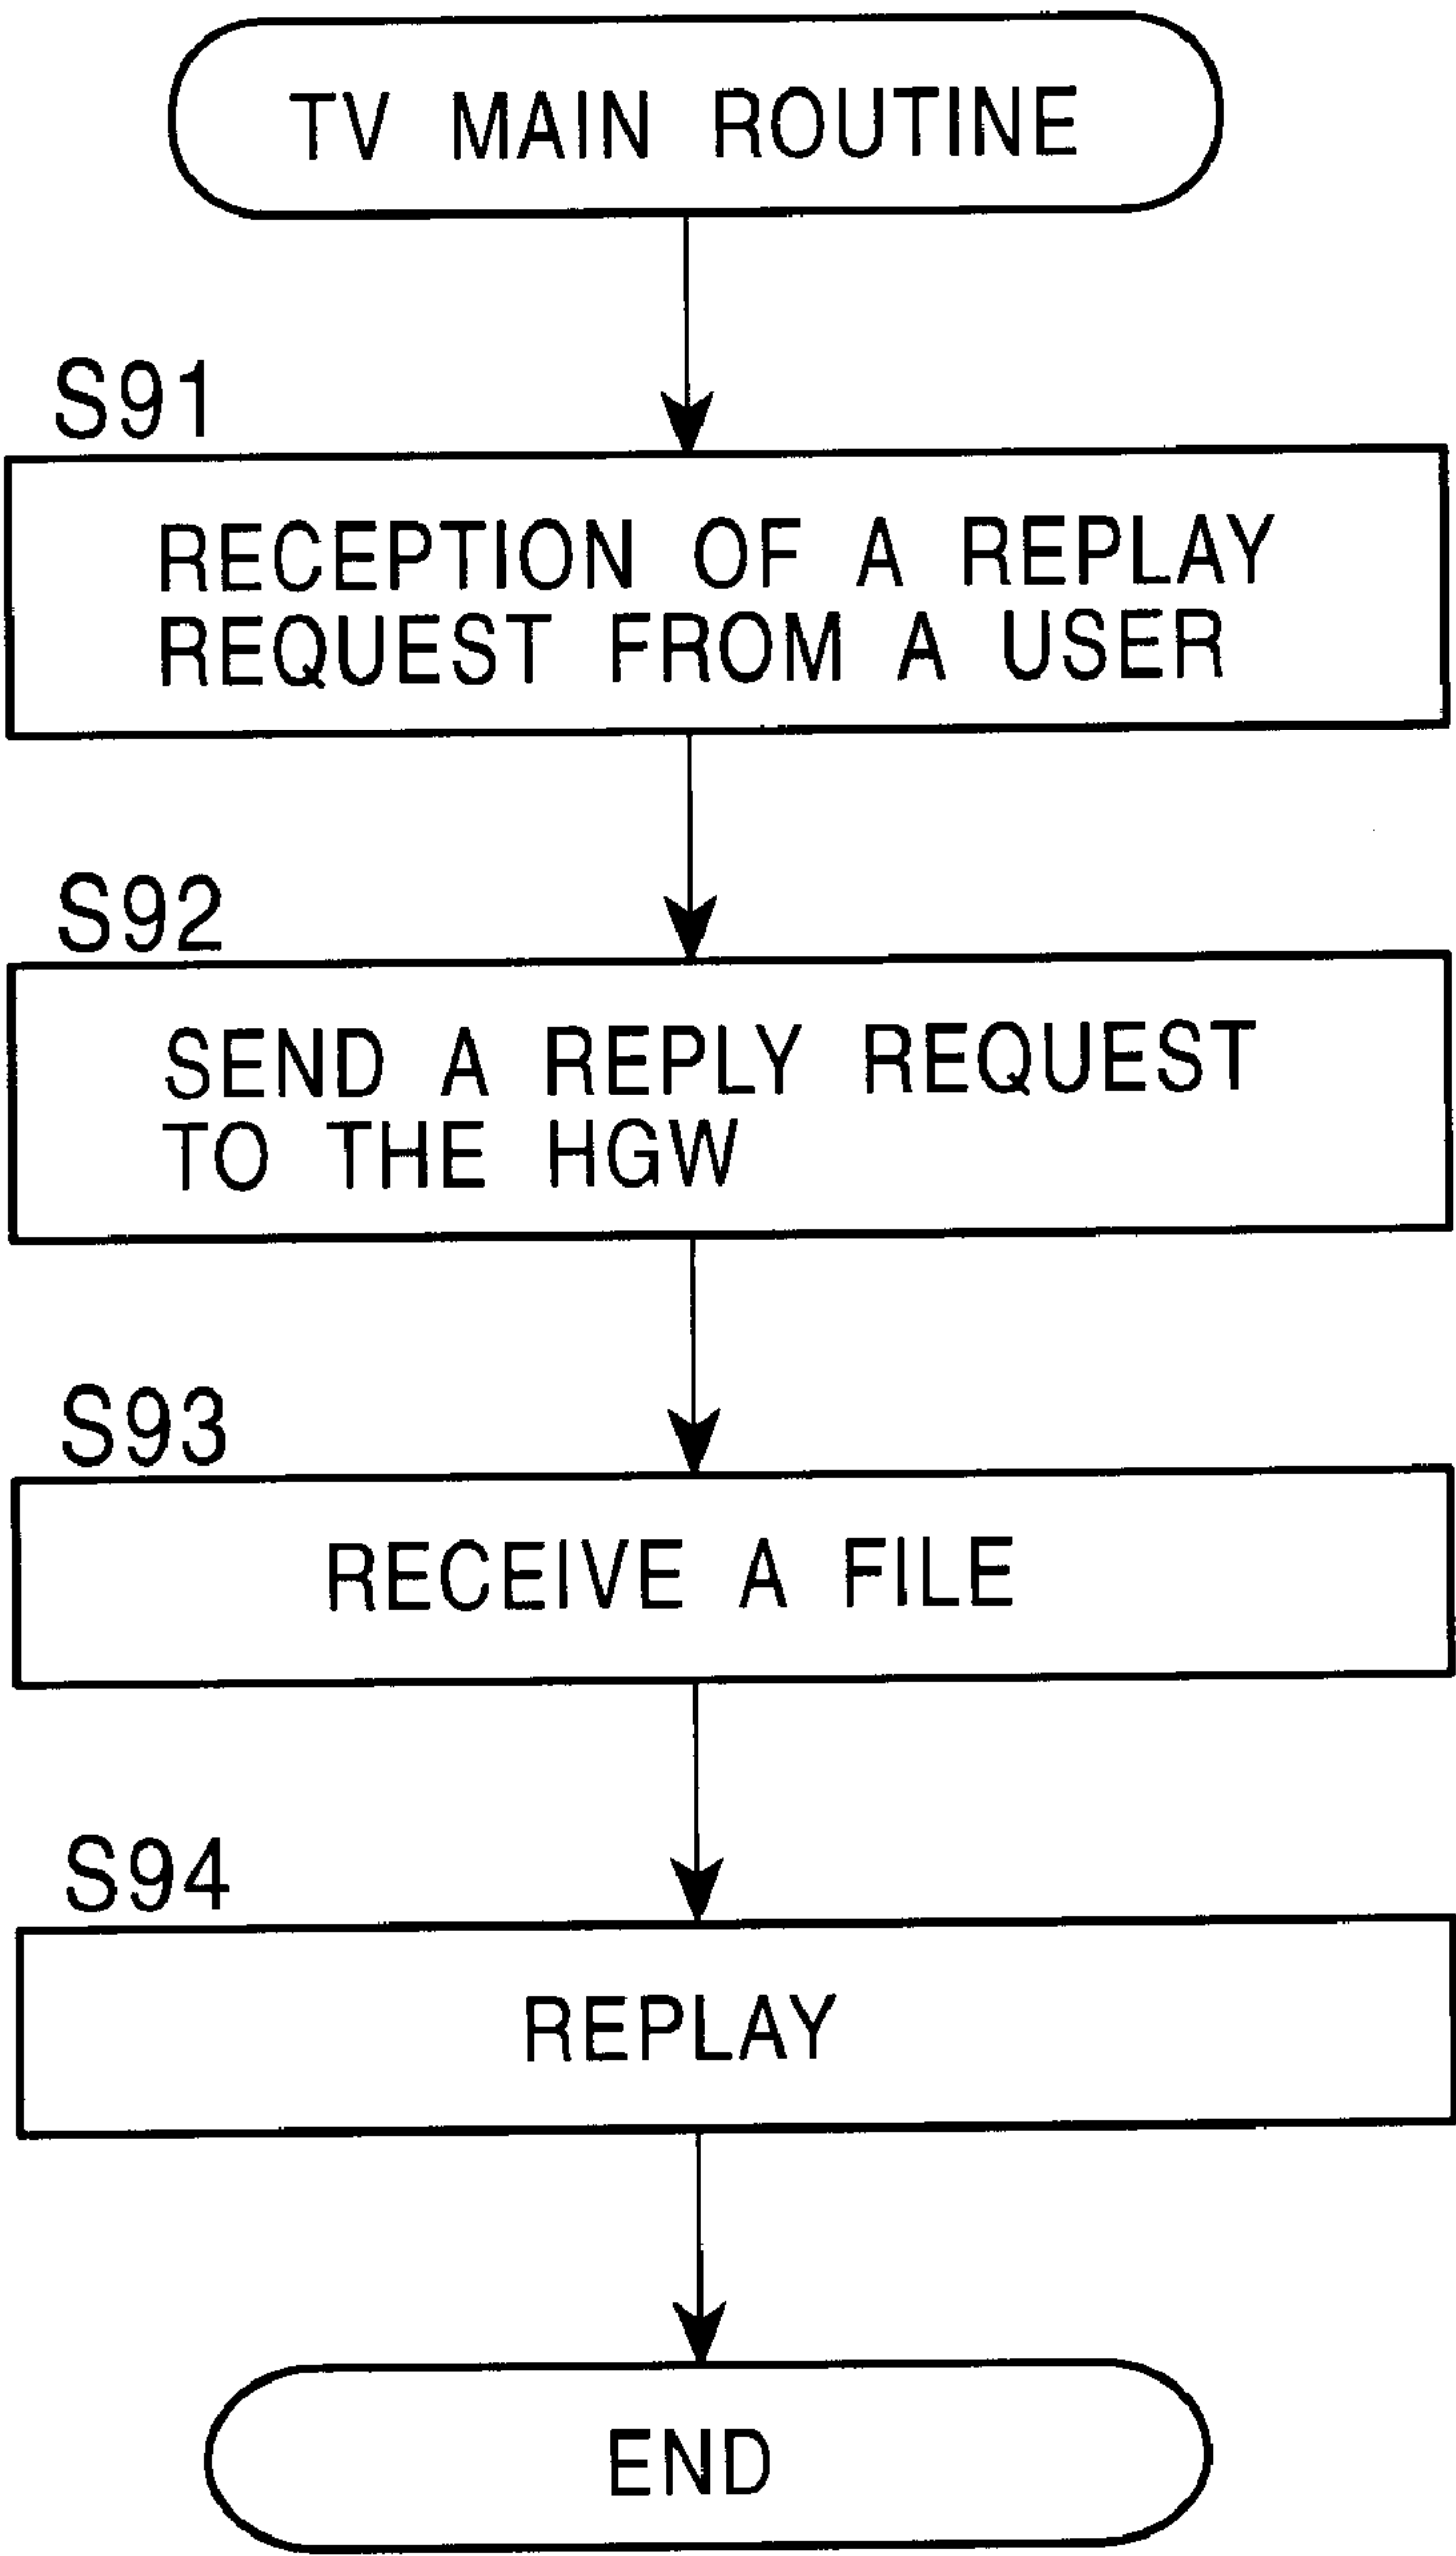 TV MAIN ROUTINE
S91
RECEPTION OF A REPLAY
REQUEST FROM A USER
S92
SEND A REPLY REQUEST
TO THE HGW
S93
RECEIVE A FILE
S94
REPLAY
END